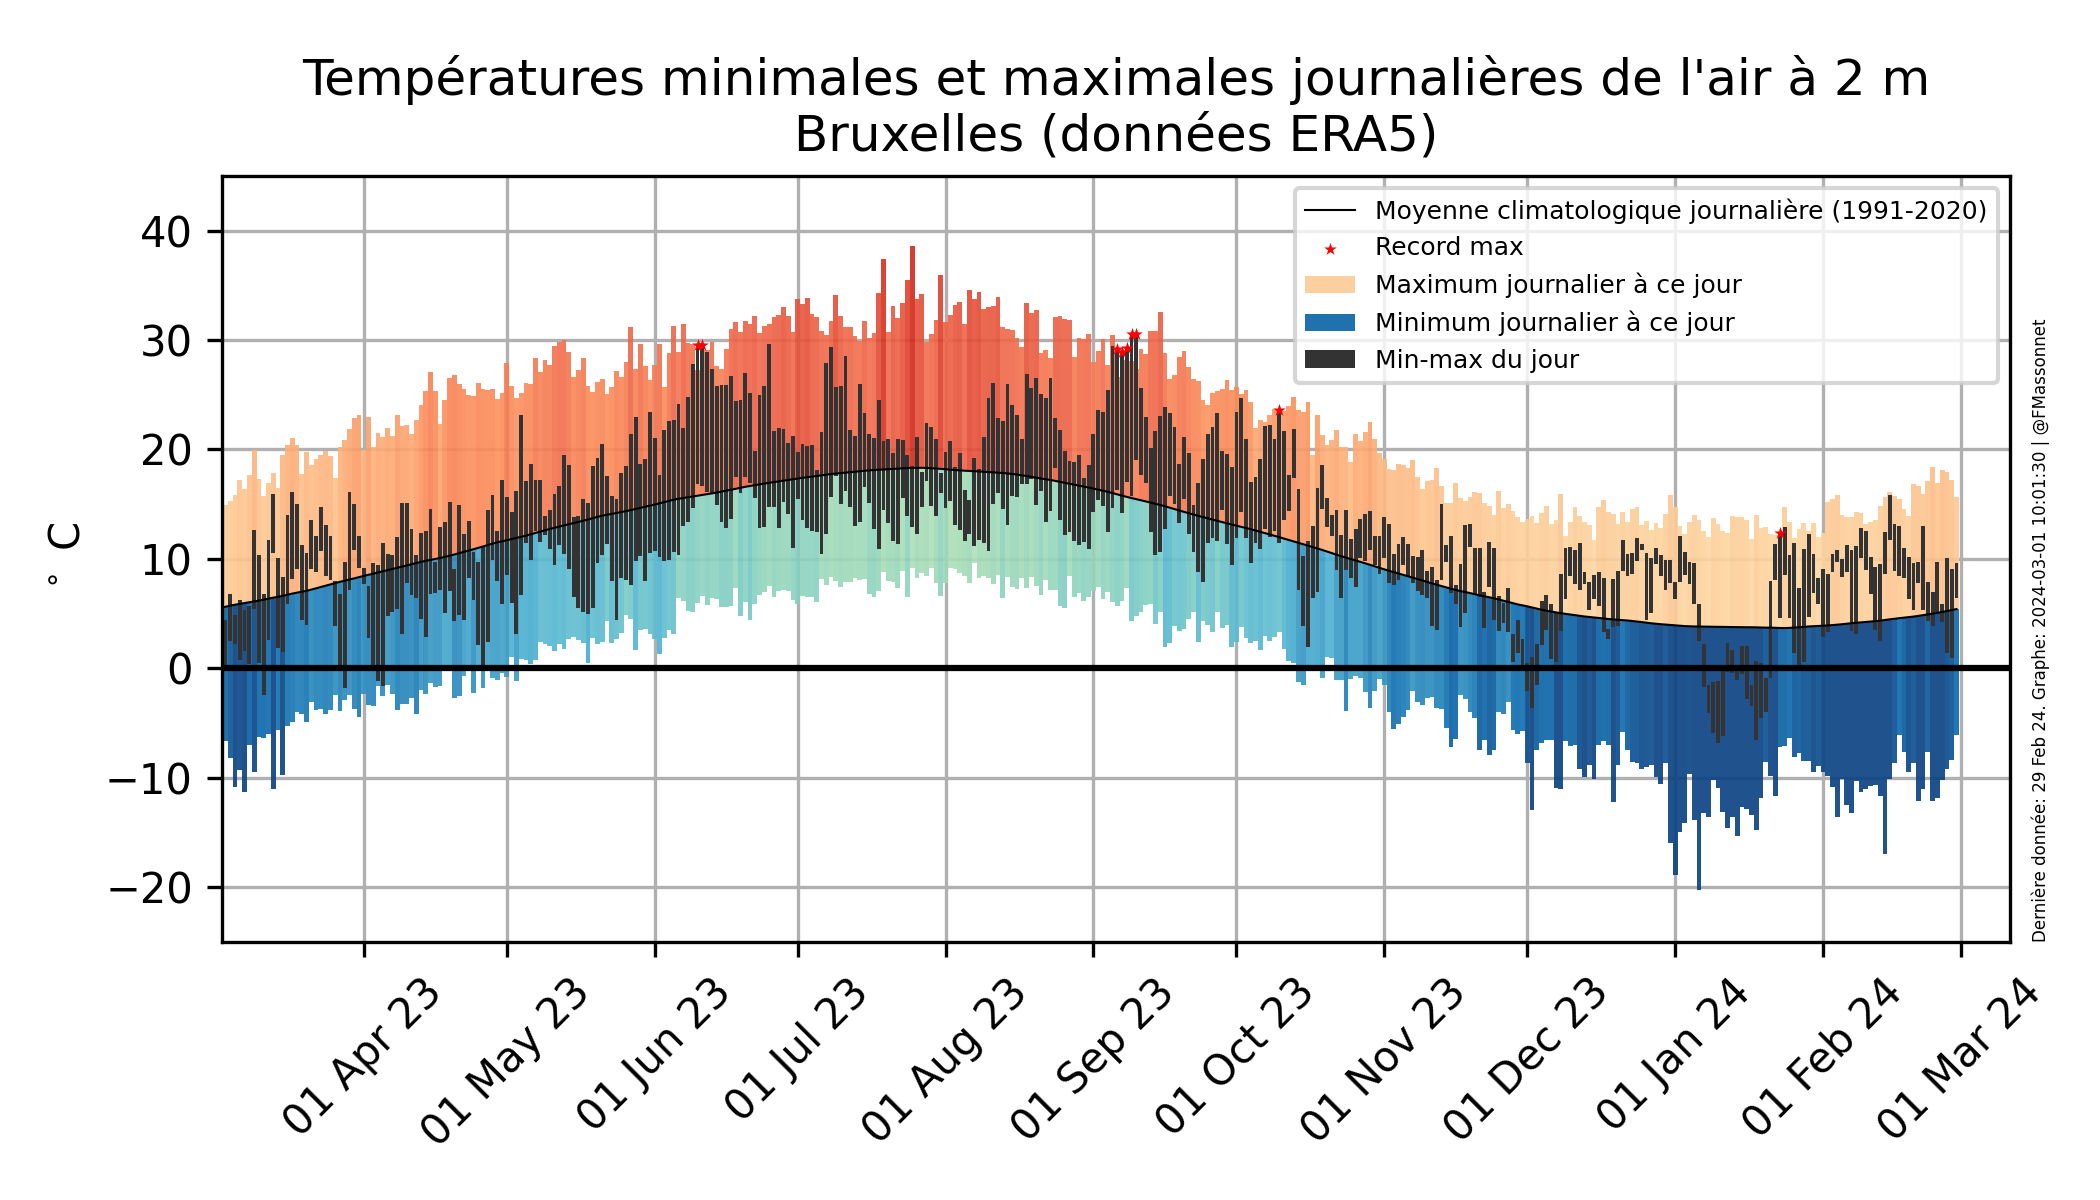 Températures minimales et maximales journalières de l'air à 2 m
Bruxelles (données ERA5)
° C
40
30
20
10
0
−10
−20
Moyenne climatologique journalière (1991-2020)
Record max
Maximum journalier à ce jour
Minimum journalier à ce jour
Min-max du jour
01 Apr 23
01 May 23
01 Jun 23
01 Jul 23
01 Aug 23
01 Sep 23
01 Oct 23
01 Nov 23
01 Dec 23
01 Jan 24
01 Feb 24
01 Mar 24
Dernière donnée: 29 Feb 24. Graphe: 2024-03-01 10:01:30 | @FMassonnet